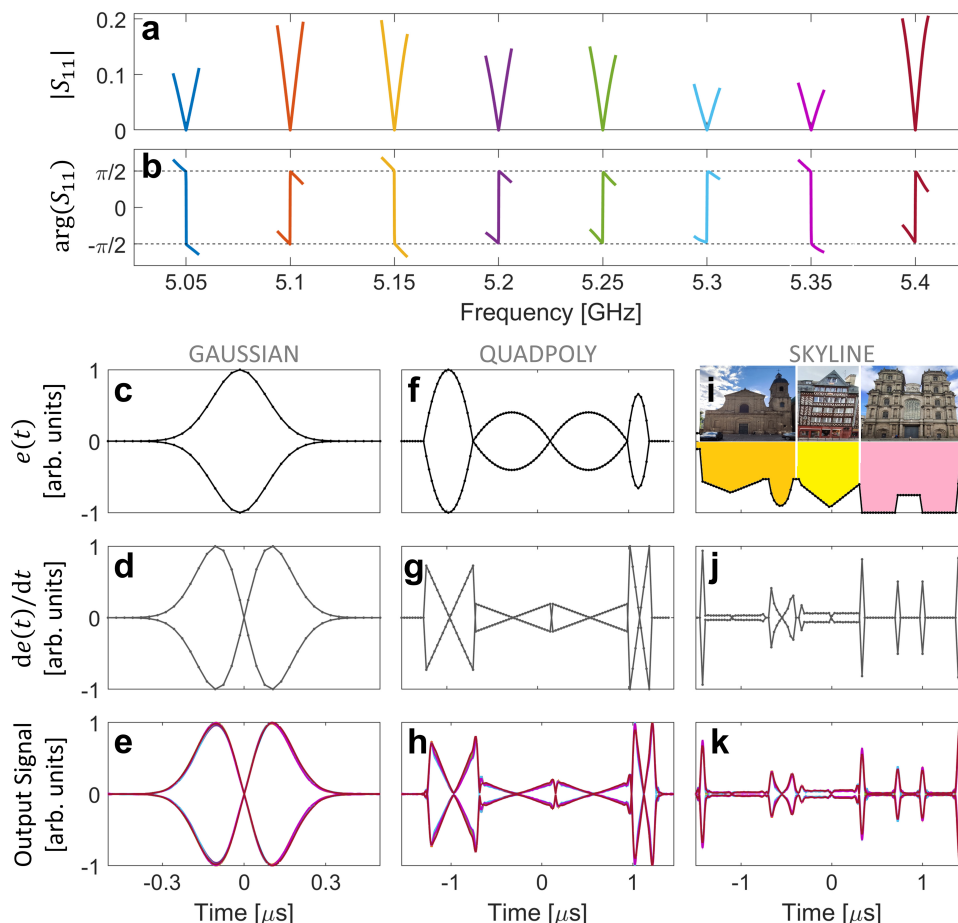 a
0.2
0.1
0
|S₁₁|
b
π/2
0
-π/2
arg(S₁₁)
5.05 5.1 5.15 5.2 5.25 5.3 5.35 5.4
Frequency [GHz]
GAUSSIAN QUADPOLY SKYLINE
c f i
1
0
-1
e(t)
[arb. units]
d g j
1
0
-1
de(t)/dt
[arb. units]
e h k
1
0
-1
Output Signal
[arb. units]
-0.3 0 0.3 -1 0 1 -1 0 1
Time [μs] Time [μs] Time [μs]